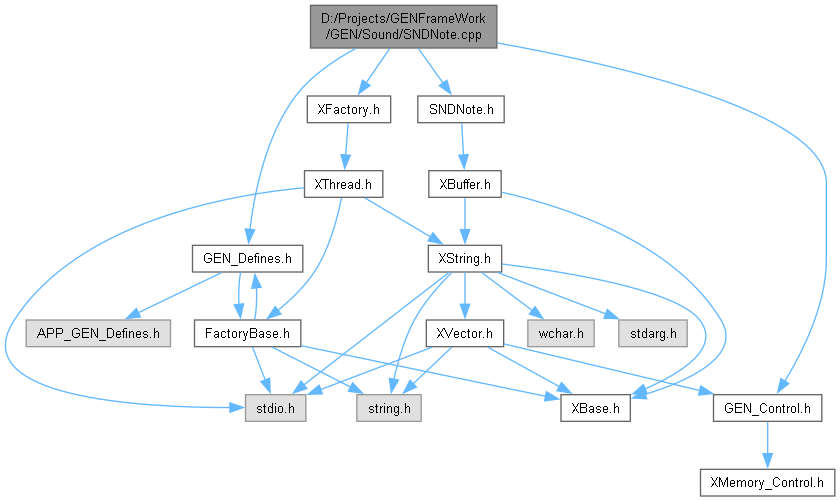 D:/Projects/GENFrameWork
/GEN/Sound/SNDNote.cpp
XFactory.h
SNDNote.h
XThread.h
XBuffer.h
GEN_Defines.h
XString.h
APP_GEN_Defines.h
FactoryBase.h
XVector.h
wchar.h
stdarg.h
stdio.h
string.h
XBase.h
GEN_Control.h
XMemory_Control.h